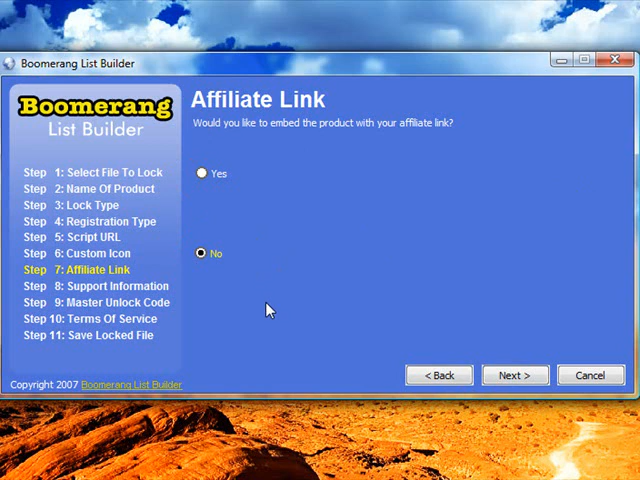 Boomerang List Builder
Boomerang
List Builder
Step 1: Select File To Lock
Step 2: Name Of Product
Step 3: Lock Type
Step 4: Registration Type
Step 5: Script URL
Step 6: Custom Icon
Step 7: Affiliate Link
Step 8: Support Information
Step 9: Master Unlock Code
Step 10: Terms Of Service
Step 11: Save Locked File
Copyright 2007 Boomerang List Builder
Affiliate Link
Would you like to embed the product with your affiliate link?
Yes
No
< Back
Next >
Cancel